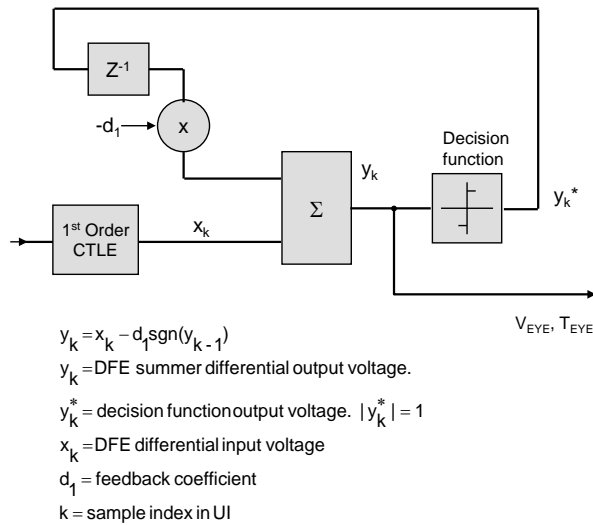 Z⁻¹
-d₁
x
Decision
function
yₖ
yₖ*
Σ
1ˢᵗ Order
CTLE
xₖ
V_EYE, T_EYE
yₖ = xₖ – d₁sgn(yₖ ₋ ₁)
yₖ = DFE summer differential output voltage.
yₖ* = decision function output voltage. | yₖ* | = 1
xₖ = DFE differential input voltage
d₁ = feedback coefficient
k = sample index in UI